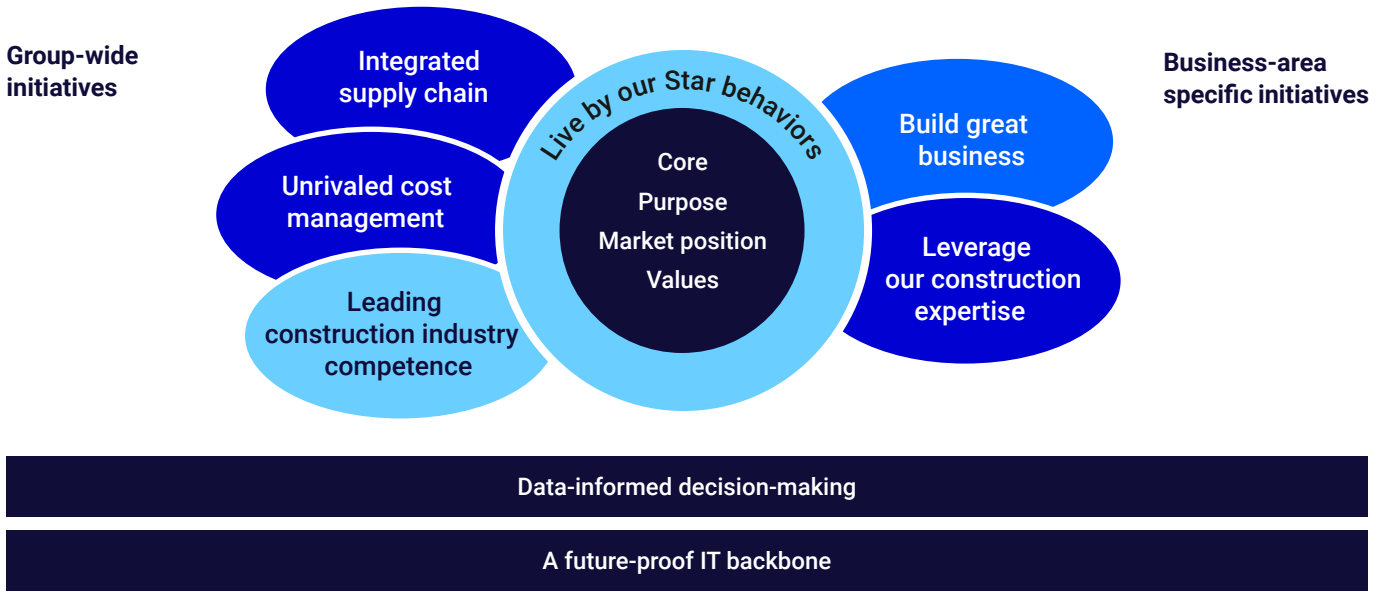 Group-wide
initiatives
Integrated
supply chain
Unrivaled cost
management
Leading
construction industry
competence
Live by our Star behaviors
Core
Purpose
Market position
Values
Build great
business
Leverage
our construction
expertise
Business-area
specific initiatives
Data-informed decision-making
A future-proof IT backbone